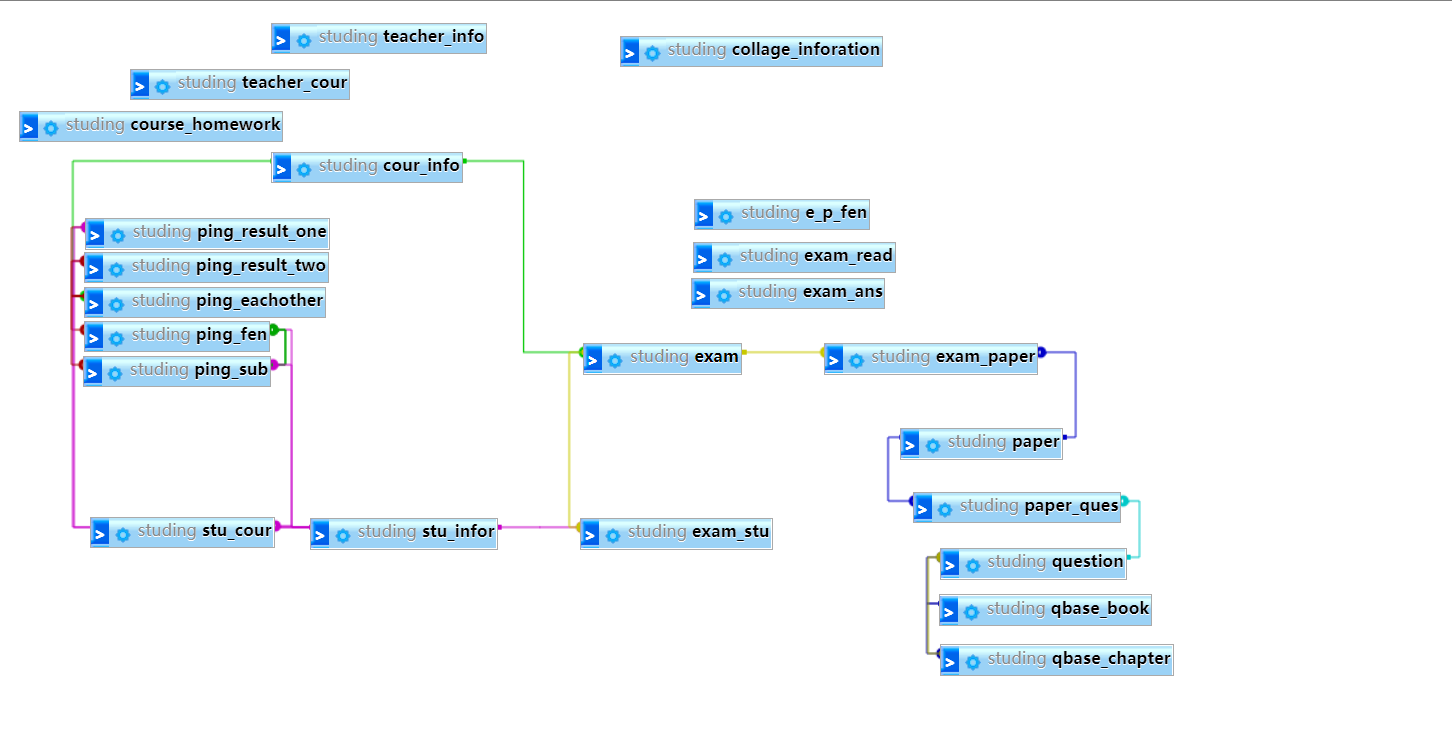 studing teacher_info
studing collage_inforation
studing teacher_cour
studing course_homework
studing cour_info
studing e_p_fen
studing ping_result_one
studing exam_read
studing ping_result_two
studing exam_ans
studing ping_eachother
studing ping_fen
studing exam
studing exam_paper
studing ping_sub
studing paper
studing paper_ques
studing stu_cour
studing stu_infor
studing exam_stu
studing question
studing qbase_book
studing qbase_chapter